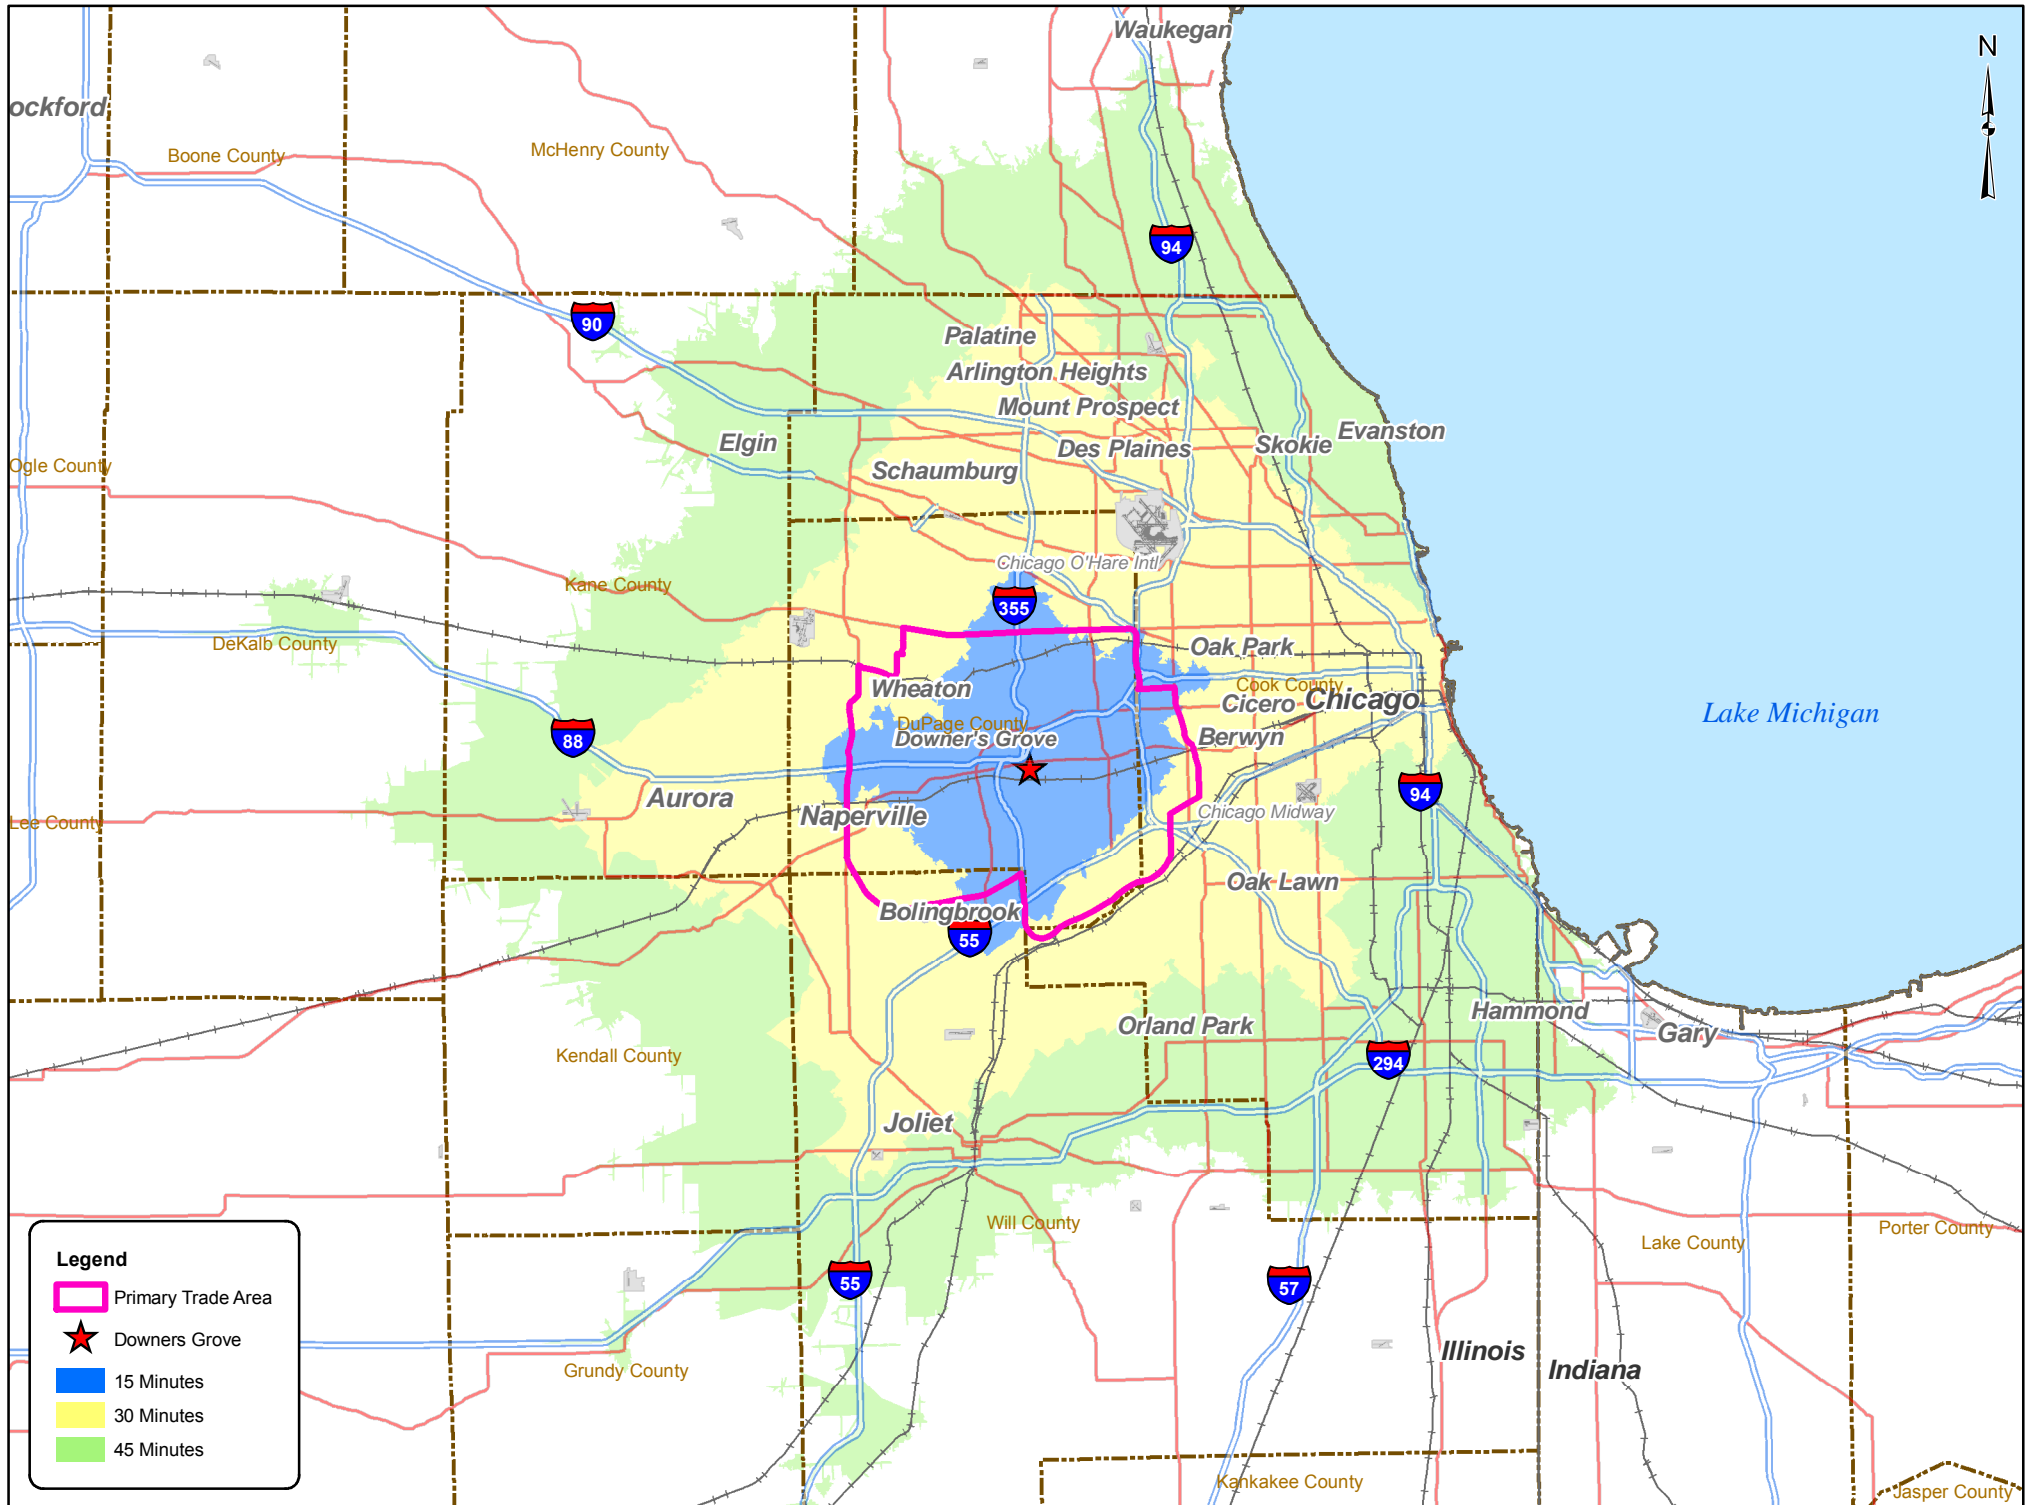 Waukegan
N
ockford
Boone County
McHenry County
94
90
Palatine
Arlington Heights
Mount Prospect
Elgin
Des Plaines
Skokie
Evanston
Schaumburg
Ogle County
Chicago O'Hare Intl
Kane County
355
DeKalb County
Oak Park
Wheaton
Cook County
Cicero
Chicago
Lake Michigan
DuPage County
Downer's Grove
Berwyn
88
Aurora
94
Naperville
Chicago Midway
Lee County
Oak Lawn
Bolingbrook
55
Hammond
Orland Park
Gary
Kendall County
294
Joliet
Will County
Porter County
Lake County
55
57
Illinois
Indiana
Grundy County
Kankakee County
Jasper County
Legend
Primary Trade Area
Downers Grove
15 Minutes
30 Minutes
45 Minutes